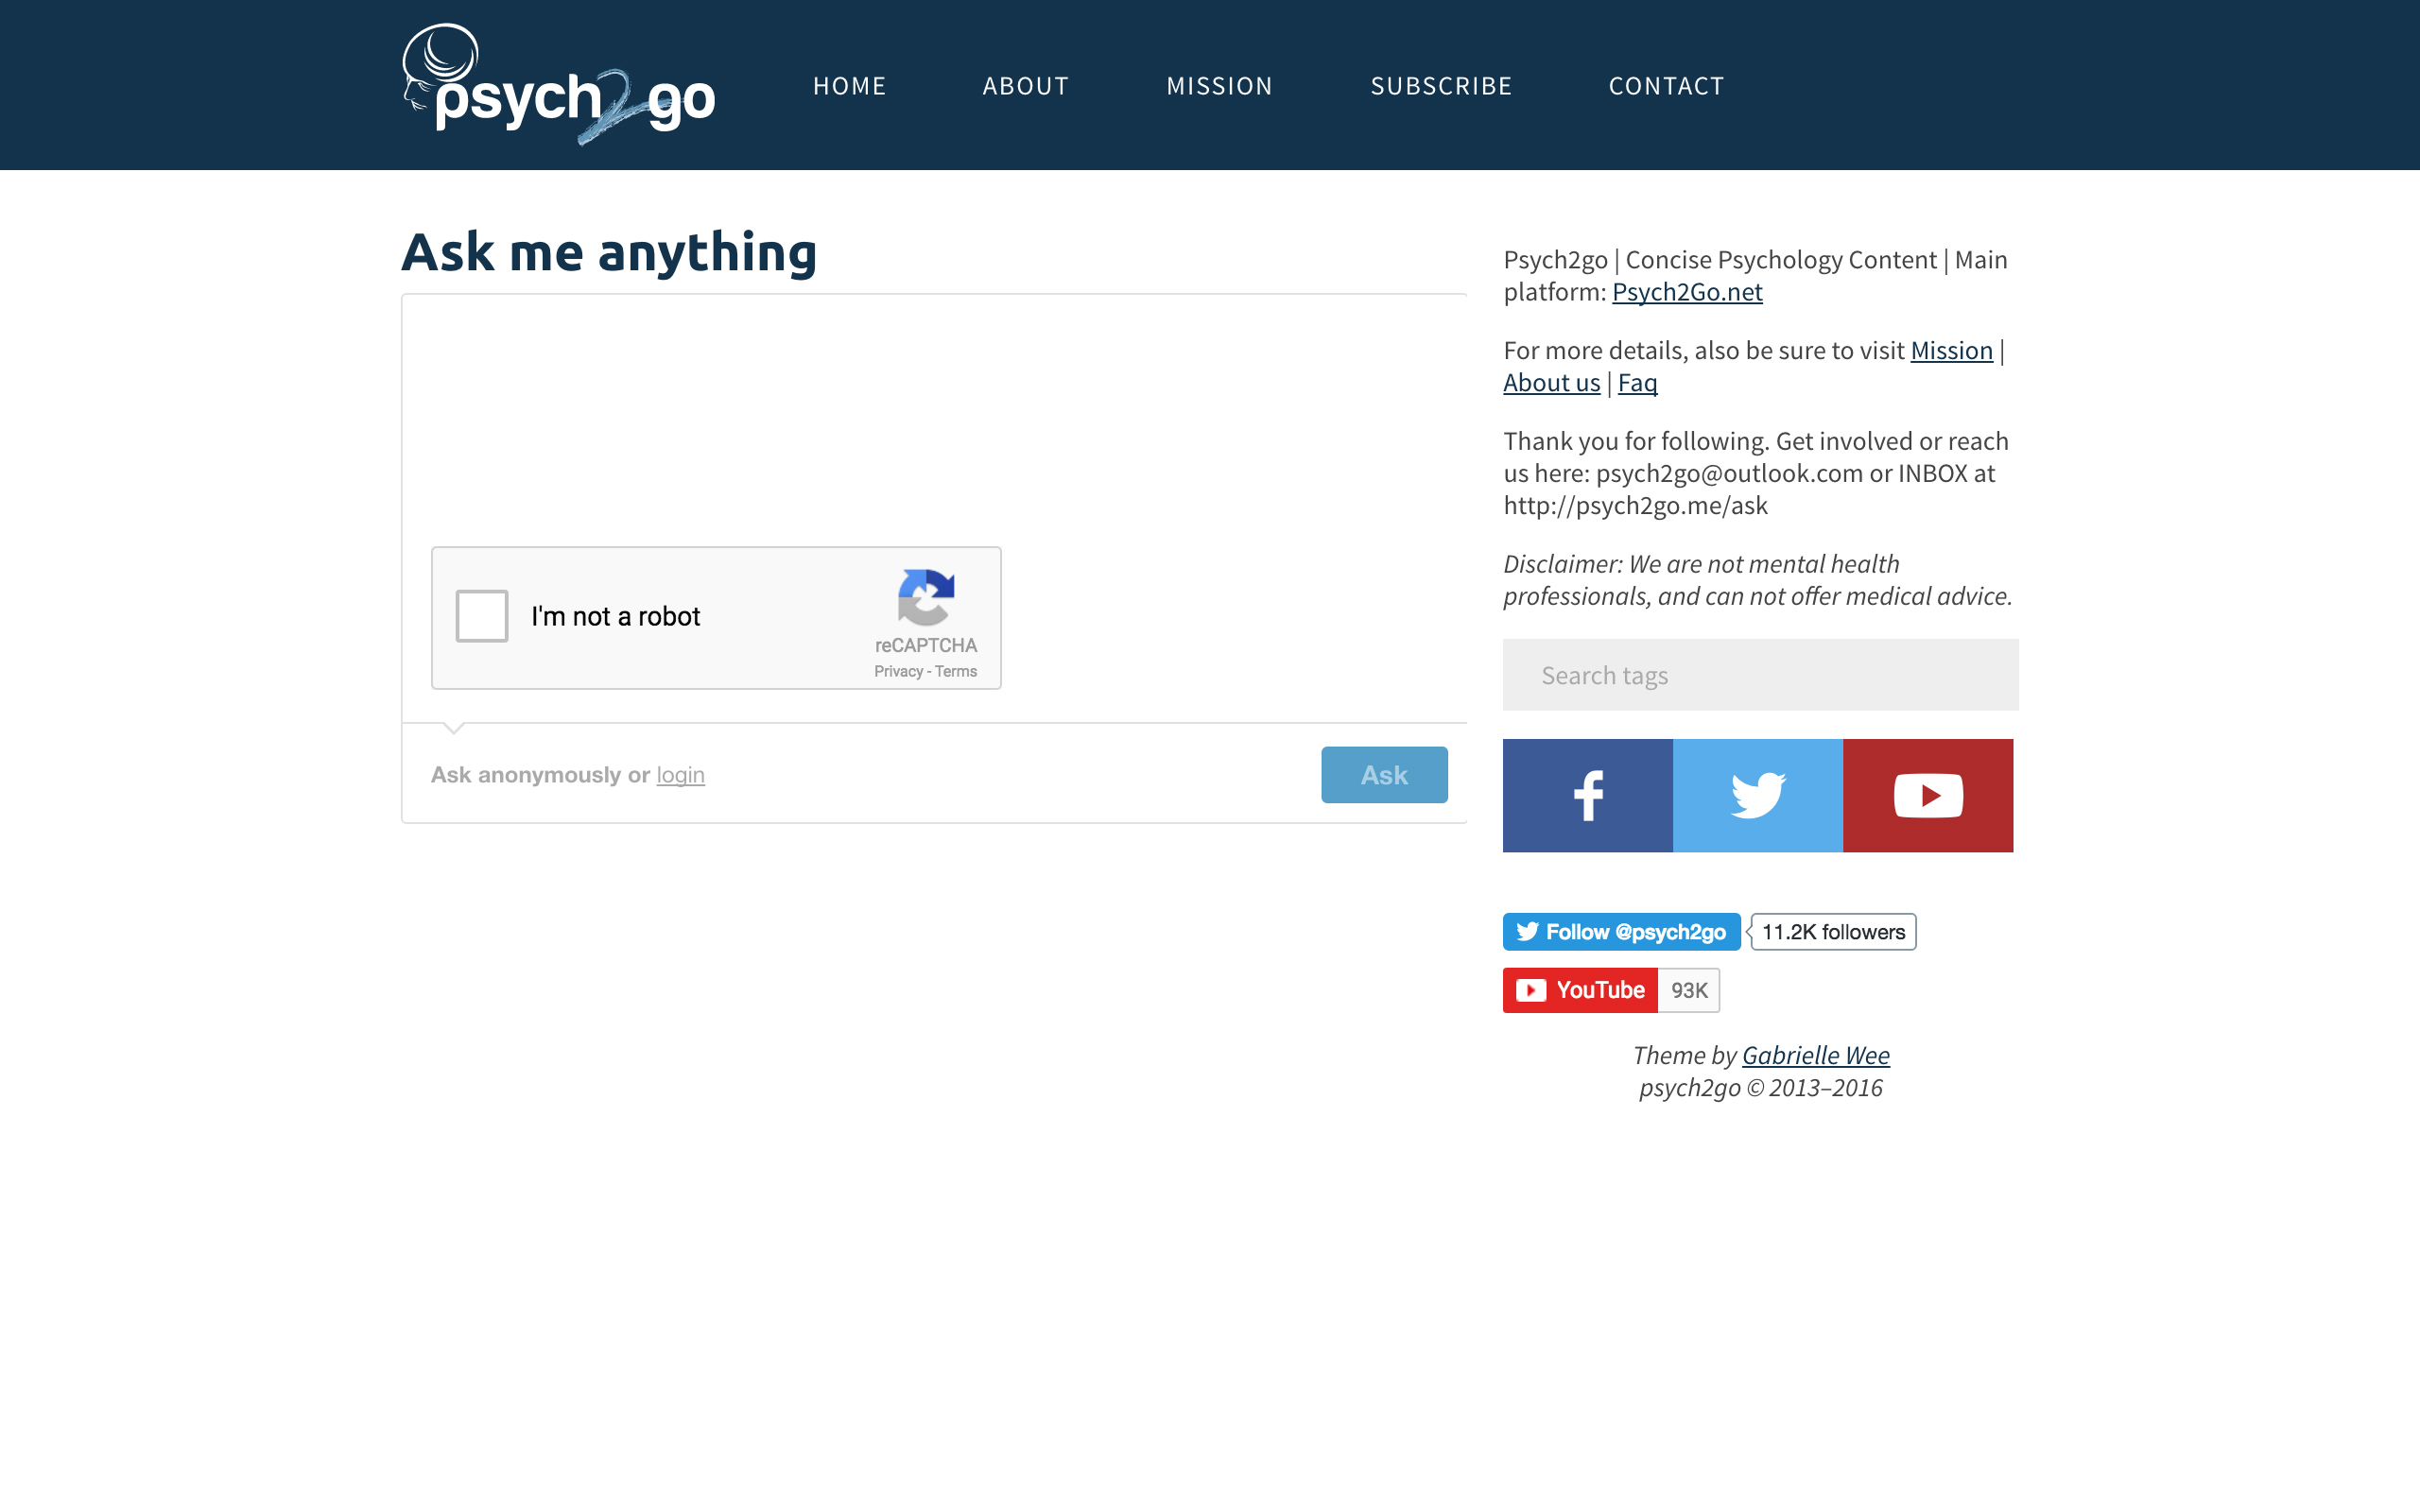 psych2go
HOME
ABOUT
MISSION
SUBSCRIBE
CONTACT
Ask me anything
I'm not a robot
reCAPTCHA
Privacy - Terms
Ask anonymously or login
Ask
Psych2go | Concise Psychology Content | Main
platform: Psych2Go.net
For more details, also be sure to visit Mission |
About us | Faq
Thank you for following. Get involved or reach
us here: psych2go@outlook.com or INBOX at
http://psych2go.me/ask
Disclaimer: We are not mental health
professionals, and can not offer medical advice.
Search tags
Follow @psych2go
11.2K followers
YouTube
93K
Theme by Gabrielle Wee
psych2go © 2013–2016